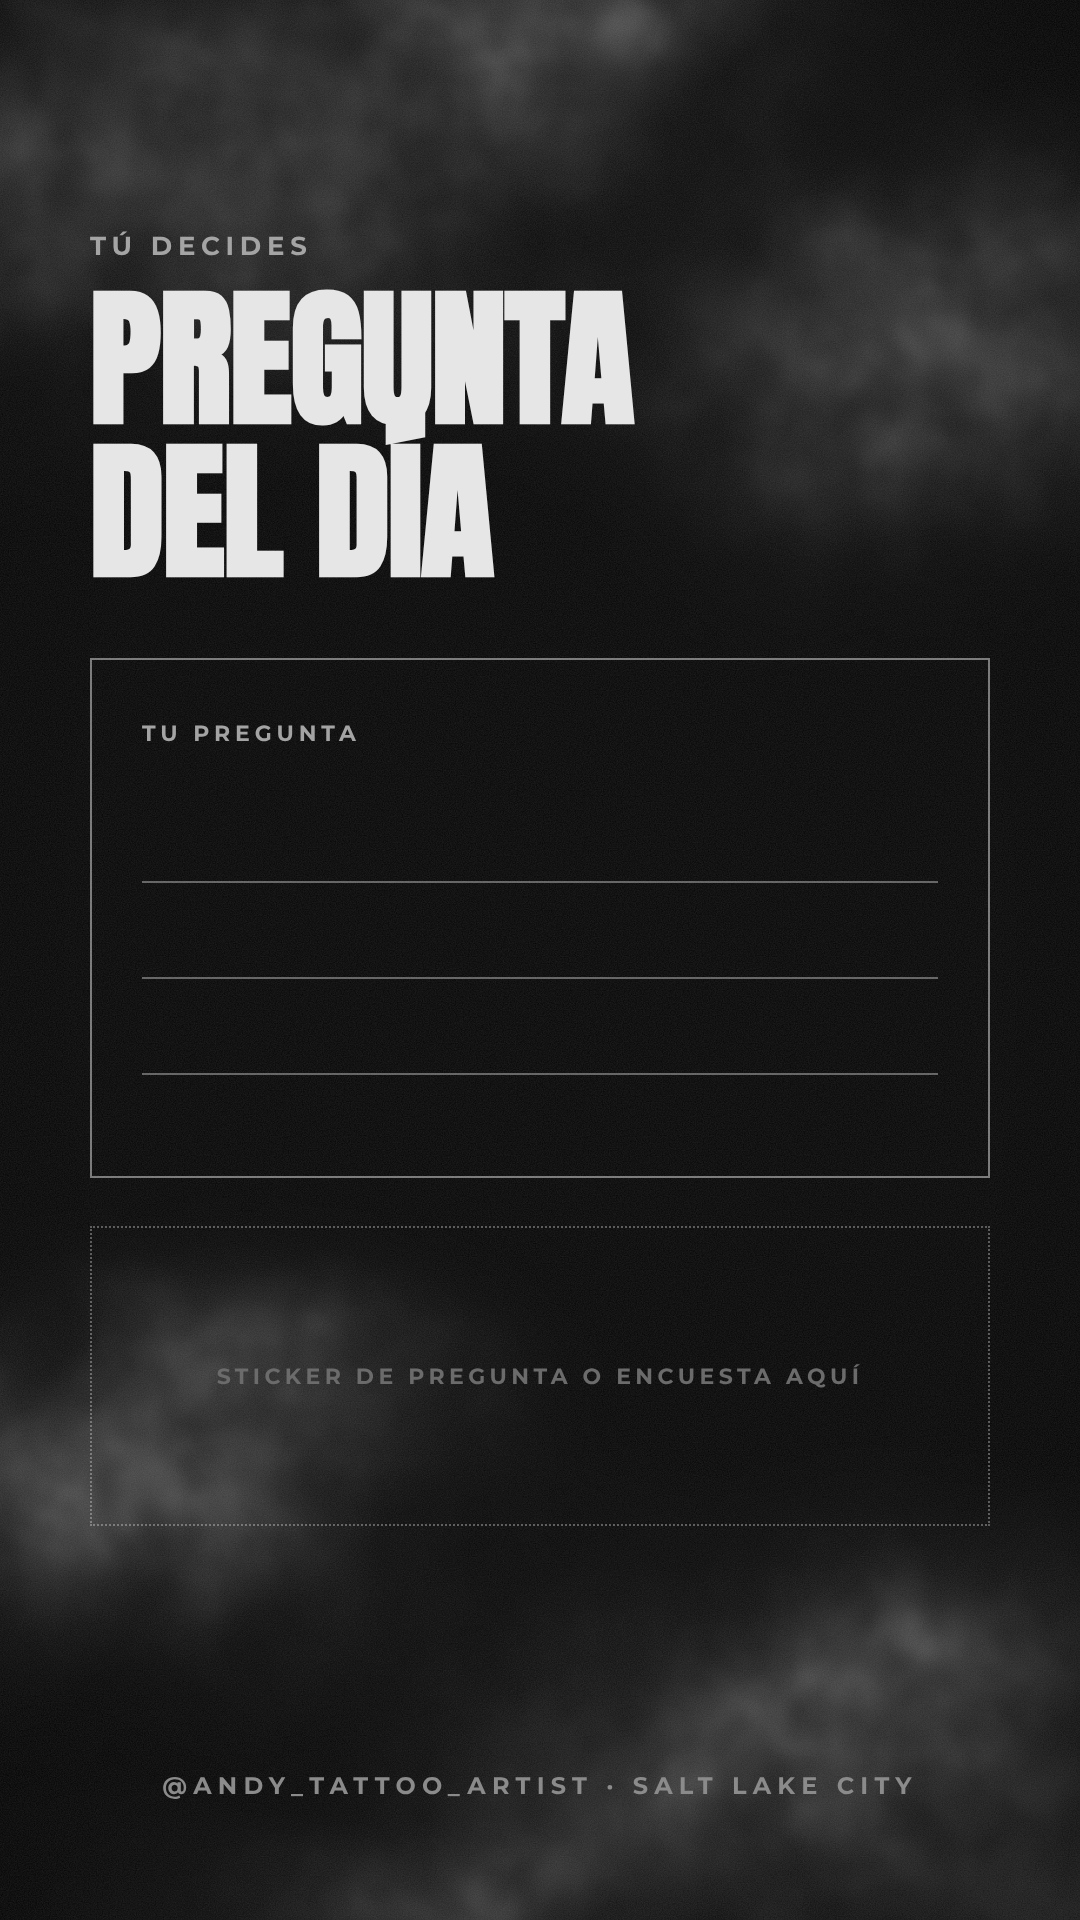 TÚ DECIDES
PREGUNTA
DEL DÍA
TU PREGUNTA
STICKER DE PREGUNTA O ENCUESTA AQUÍ
@ANDY_TATTOO_ARTIST · SALT LAKE CITY